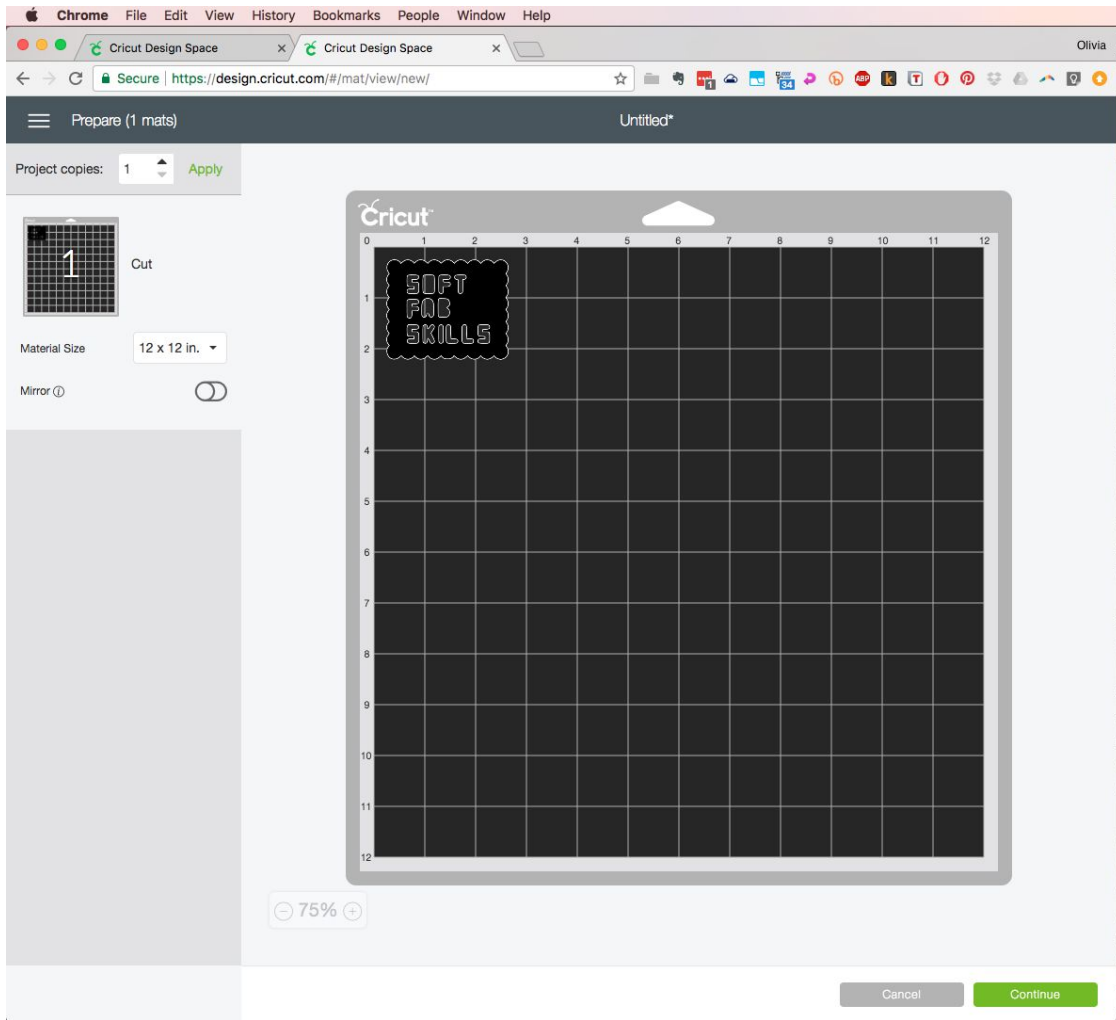 Chrome File Edit View History Bookmarks People Window Help
Cricut Design Space × Cricut Design Space × Olivia
Secure https://design.cricut.com/#/mat/view/new/
Prepare (1 mats) Untitled*
Project copies: 1 Apply
1 Cut
Material Size 12 x 12 in.
Mirror
Cricut
0 1 2 3 4 5 6 7 8 9 10 11 12
SOFT
1
FAB
SKILLS
2
3
4
5
6
7
8
9
10
11
12
75%
Cancel Continue